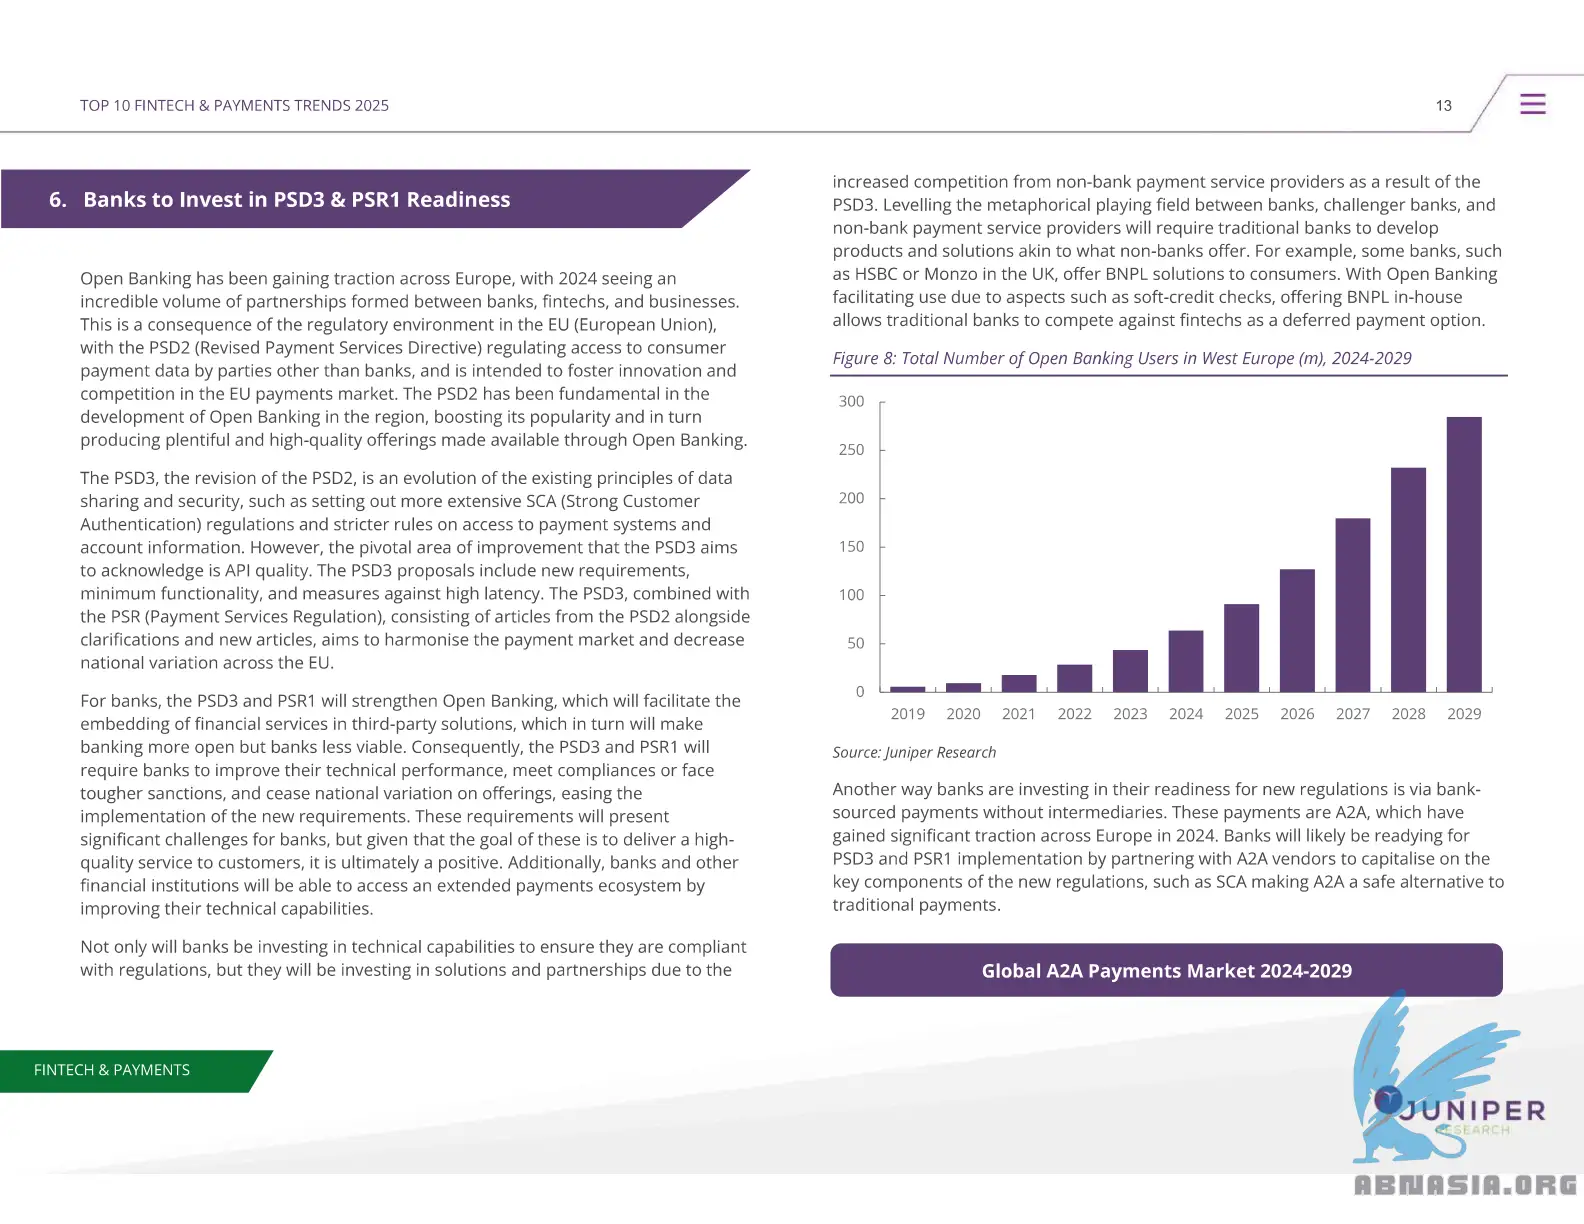 TOP 10 FINTECH & PAYMENTS TRENDS 2025
13
6. Banks to Invest in PSD3 & PSR1 Readiness
Open Banking has been gaining traction across Europe, with 2024 seeing an
incredible volume of partnerships formed between banks, fintechs, and businesses.
This is a consequence of the regulatory environment in the EU (European Union),
with the PSD2 (Revised Payment Services Directive) regulating access to consumer
payment data by parties other than banks, and is intended to foster innovation and
competition in the EU payments market. The PSD2 has been fundamental in the
development of Open Banking in the region, boosting its popularity and in turn
producing plentiful and high-quality offerings made available through Open Banking.
The PSD3, the revision of the PSD2, is an evolution of the existing principles of data
sharing and security, such as setting out more extensive SCA (Strong Customer
Authentication) regulations and stricter rules on access to payment systems and
account information. However, the pivotal area of improvement that the PSD3 aims
to acknowledge is API quality. The PSD3 proposals include new requirements,
minimum functionality, and measures against high latency. The PSD3, combined with
the PSR (Payment Services Regulation), consisting of articles from the PSD2 alongside
clarifications and new articles, aims to harmonise the payment market and decrease
national variation across the EU.
For banks, the PSD3 and PSR1 will strengthen Open Banking, which will facilitate the
embedding of financial services in third-party solutions, which in turn will make
banking more open but banks less viable. Consequently, the PSD3 and PSR1 will
require banks to improve their technical performance, meet compliances or face
tougher sanctions, and cease national variation on offerings, easing the
implementation of the new requirements. These requirements will present
significant challenges for banks, but given that the goal of these is to deliver a high-
quality service to customers, it is ultimately a positive. Additionally, banks and other
financial institutions will be able to access an extended payments ecosystem by
improving their technical capabilities.
Not only will banks be investing in technical capabilities to ensure they are compliant
with regulations, but they will be investing in solutions and partnerships due to the
increased competition from non-bank payment service providers as a result of the
PSD3. Levelling the metaphorical playing field between banks, challenger banks, and
non-bank payment service providers will require traditional banks to develop
products and solutions akin to what non-banks offer. For example, some banks, such
as HSBC or Monzo in the UK, offer BNPL solutions to consumers. With Open Banking
facilitating use due to aspects such as soft-credit checks, offering BNPL in-house
allows traditional banks to compete against fintechs as a deferred payment option.
Figure 8: Total Number of Open Banking Users in West Europe (m), 2024-2029
300
250
200
150
100
50
0
2019 2020 2021 2022 2023 2024 2025 2026 2027 2028 2029
Source: Juniper Research
Another way banks are investing in their readiness for new regulations is via bank-
sourced payments without intermediaries. These payments are A2A, which have
gained significant traction across Europe in 2024. Banks will likely be readying for
PSD3 and PSR1 implementation by partnering with A2A vendors to capitalise on the
key components of the new regulations, such as SCA making A2A a safe alternative to
traditional payments.
Global A2A Payments Market 2024-2029
FINTECH & PAYMENTS
JUNIPER
RESEARCH
ABNASIA.ORG